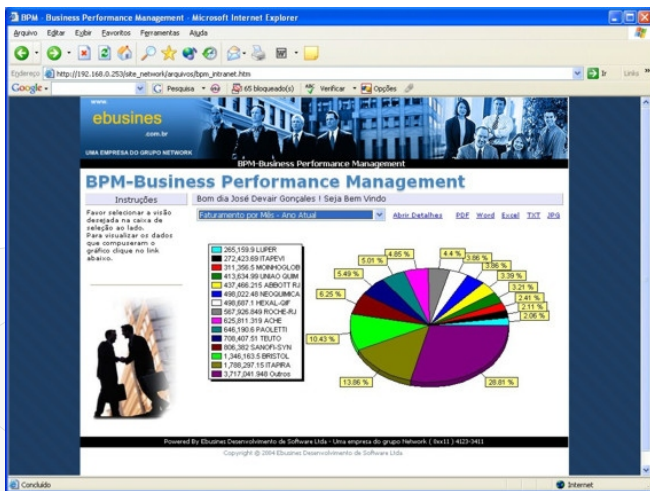 BPM - Business Performance Management - Microsoft Internet Explorer
Arquivo Editar Exibir Favoritos Ferramentas Ajuda
Endereço http://192.168.0.253/site_network/arquivos/bpm_intranet.htm Ir Links
Google Pesquisa 65 bloqueado(s) Verificar Opções
www.
ebusines
.com.br
UMA EMPRESA DO GRUPO NETWORK
BPM-Business Performance Management
BPM-Business Performance Management
Instruções
Bom dia José Devair Gonçales ! Seja Bem Vindo
Favor selecionar a visão
desejada na caixa de
seleção ao lado.
Para visualizar os dados
que compuseram o
gráfico clique no link
abaixo.
Faturamento por Mês - Ano Atual
Abrir Detalhes PDF Word Excel TXT JPG
265,159.9 LUPER
272,423.69 ITAPEVI
311,356.5 MOINHOGLOB
413,634.99 UNIAO QUIM
437,466.215 ABBOTT RJ
498,022.48 NEOQUIMICA
498,687.1 HEXAL-GIF
567,926.849 ROCHE-RJ
625,811.319 ACHE
646,190.6 PAOLETTI
708,407.51 TEUTO
806,382 SANOFI-SYN
1,346,163.5 BRISTOL
1,788,297.15 ITAPIRA
3,717,041.948 Outros
4.85 %
4.4 %
5.01 %
3.86 %
3.86 %
5.49 %
3.39 %
6.25 %
3.21 %
2.41 %
2.11 %
2.06 %
10.43 %
13.86 %
28.81 %
Powered By Ebusines Desenvolvimento de Software Ltda - Uma empresa do grupo Network ( 0xx11 ) 4123-3411
Copyright @ 2004 Ebusines Desenvolvimento de Software Ltda.
Concluído Internet